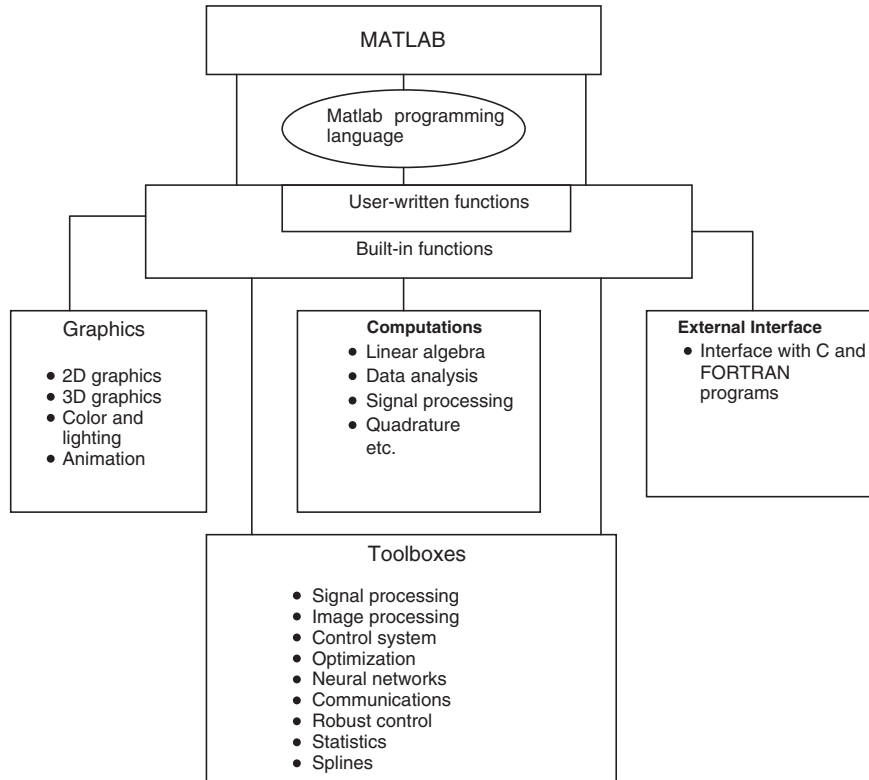 MATLAB
Matlab programming
language
User-written functions
Built-in functions
Graphics
● 2D graphics
● 3D graphics
● Color and
lighting
● Animation
Computations
● Linear algebra
● Data analysis
● Signal processing
● Quadrature
etc.
External Interface
● Interface with C and
FORTRAN
programs
Toolboxes
● Signal processing
● Image processing
● Control system
● Optimization
● Neural networks
● Communications
● Robust control
● Statistics
● Splines